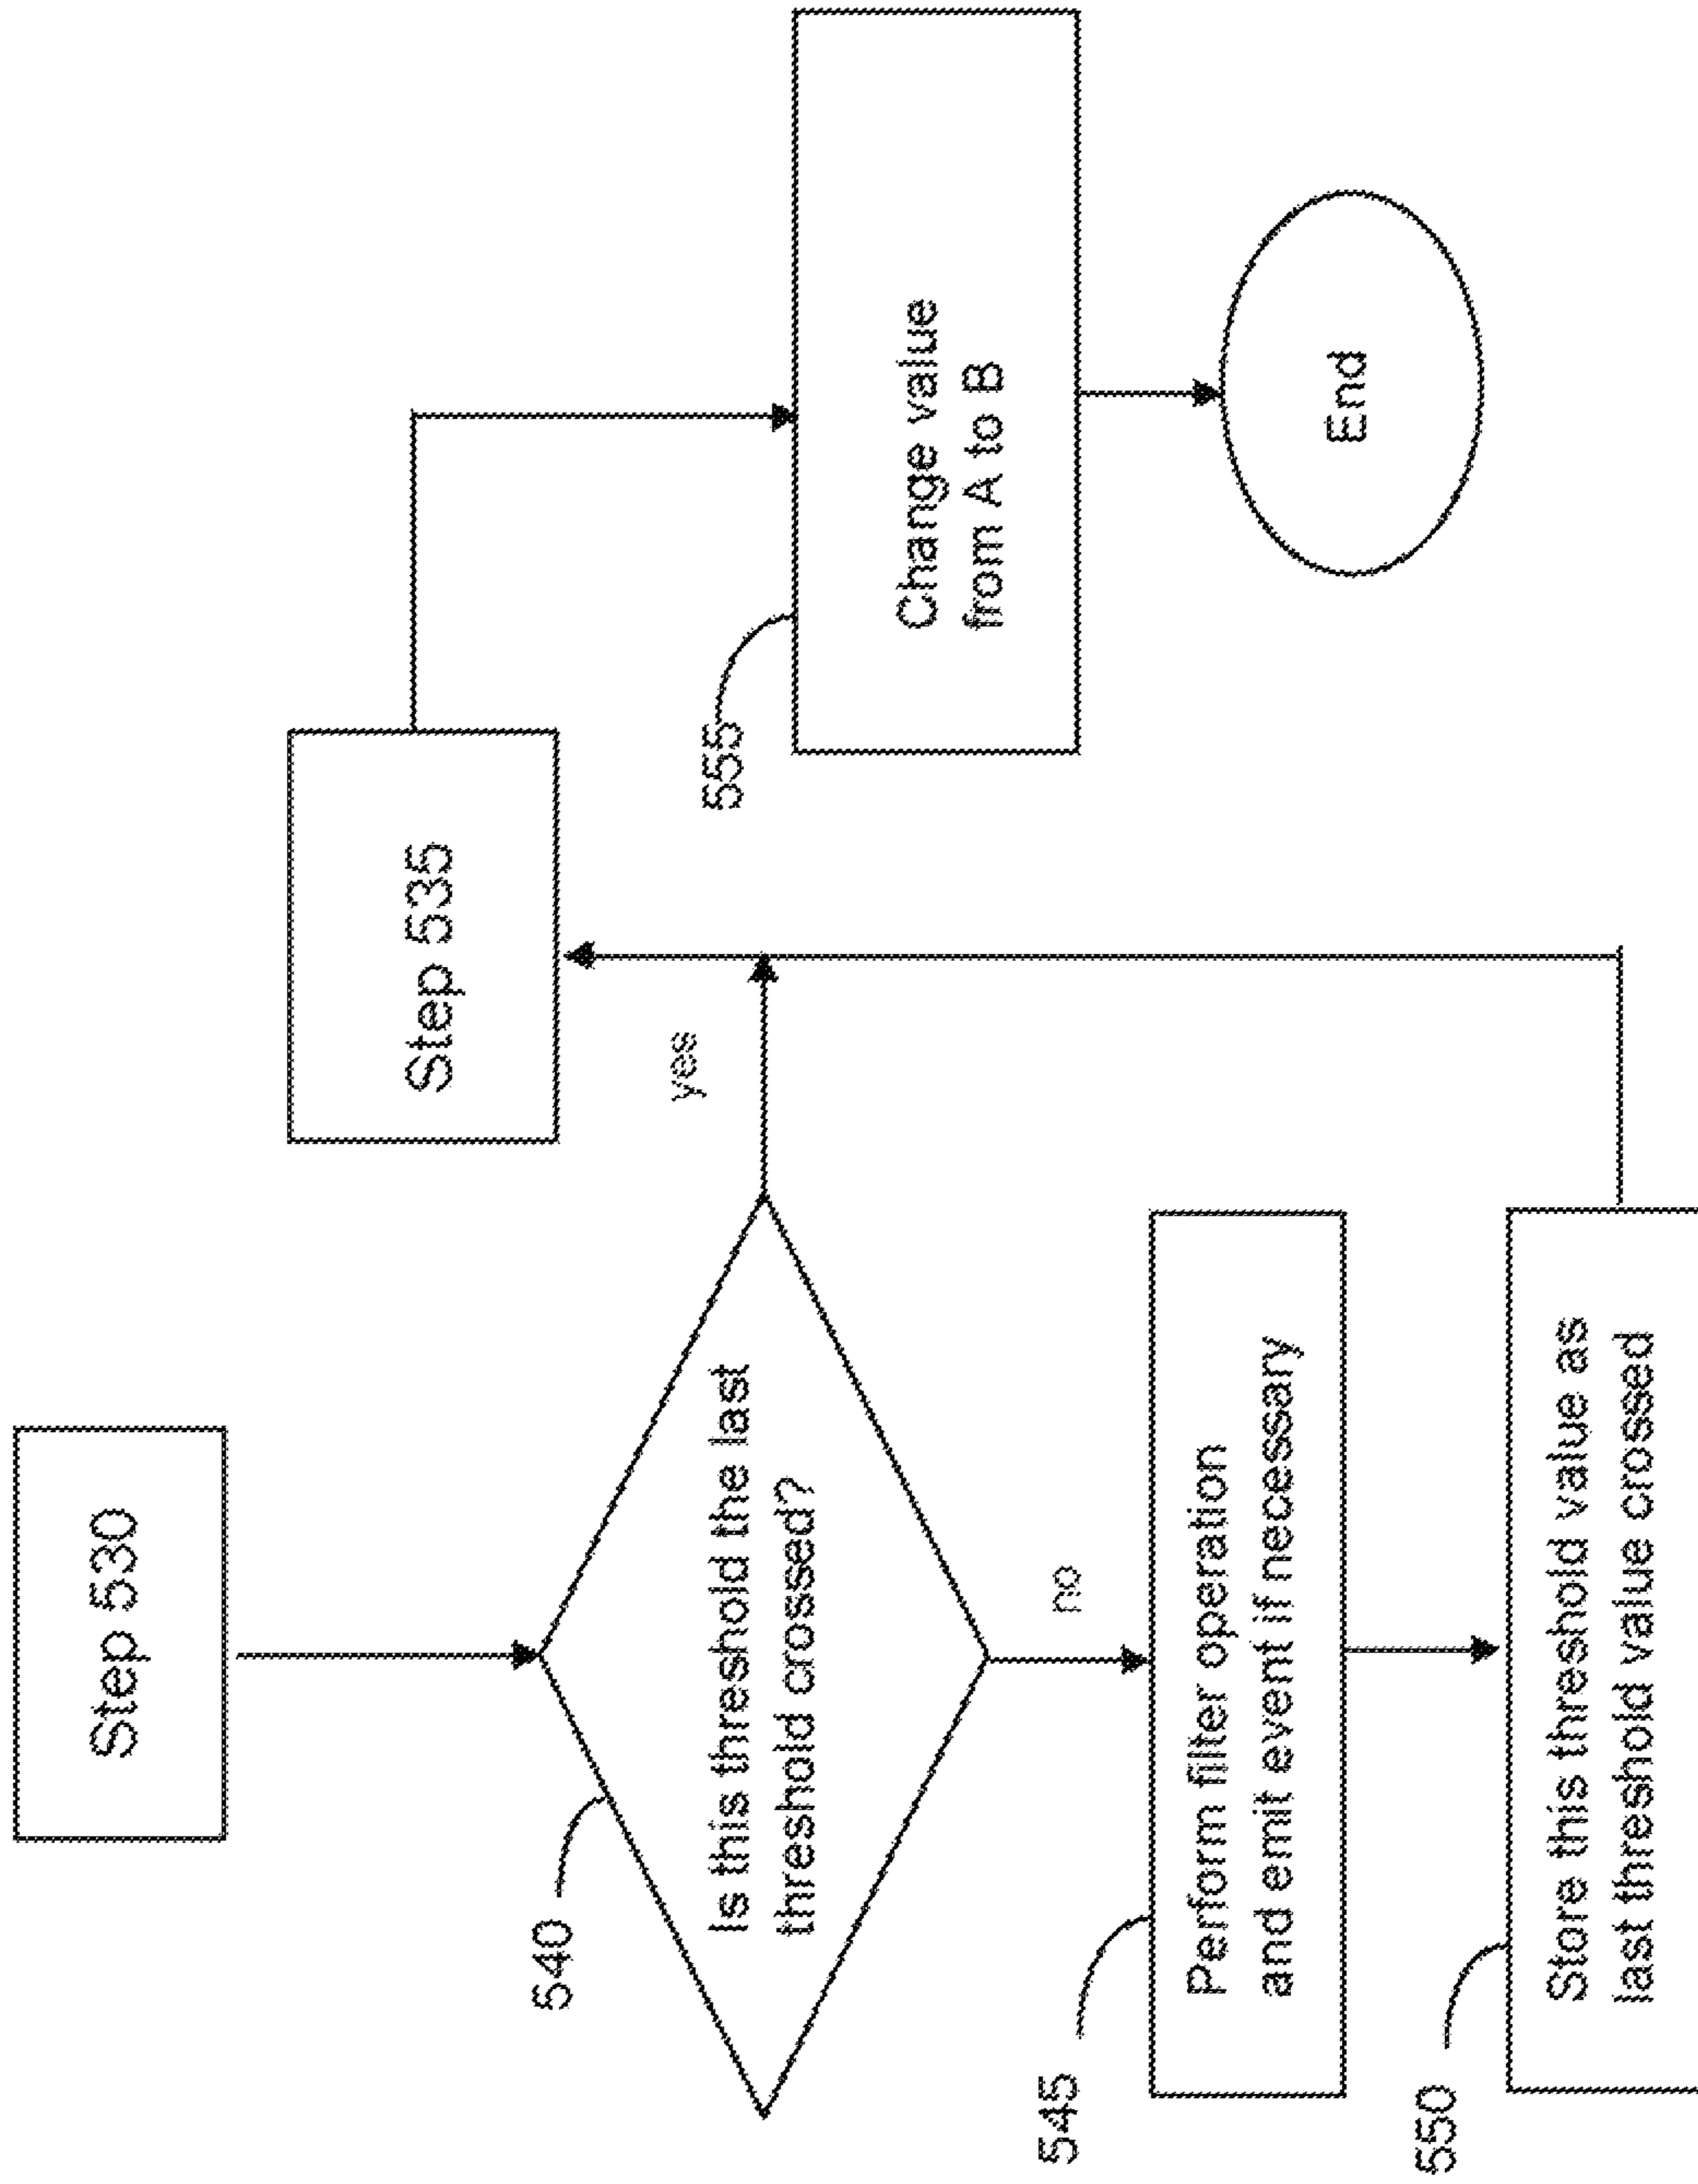 Step 530
540
Is this threshold the last
threshold crossed?
yes
no
545
Perform filter operation
and emit event if necessary
550
Store this threshold value as
last threshold value crossed
Step 535
555
Change value
from A to B
End